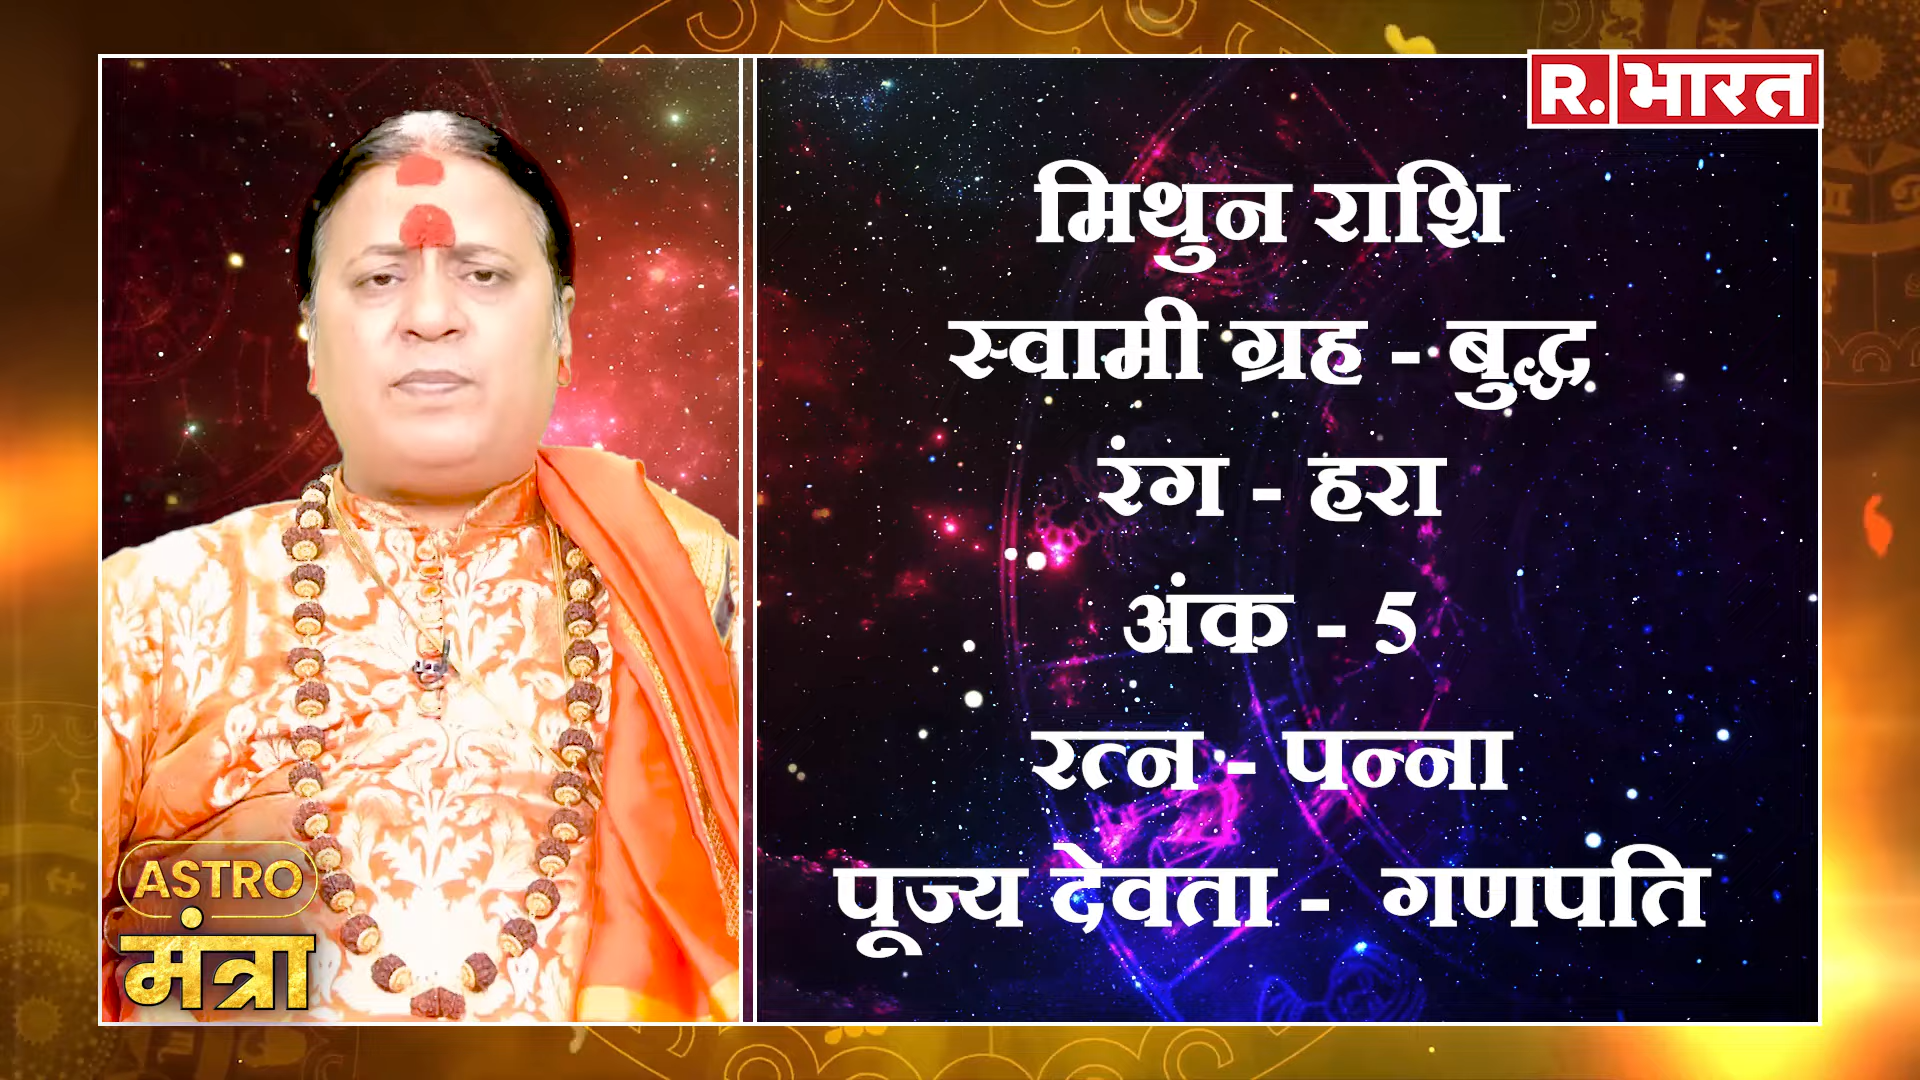 R. भारत
मिथुन राशि
स्वामी ग्रह - बुद्ध
रंग - हरा
अंक - 5
रत्न - पन्ना
पूज्य देवता - गणपति
ASTRO
मंत्रा